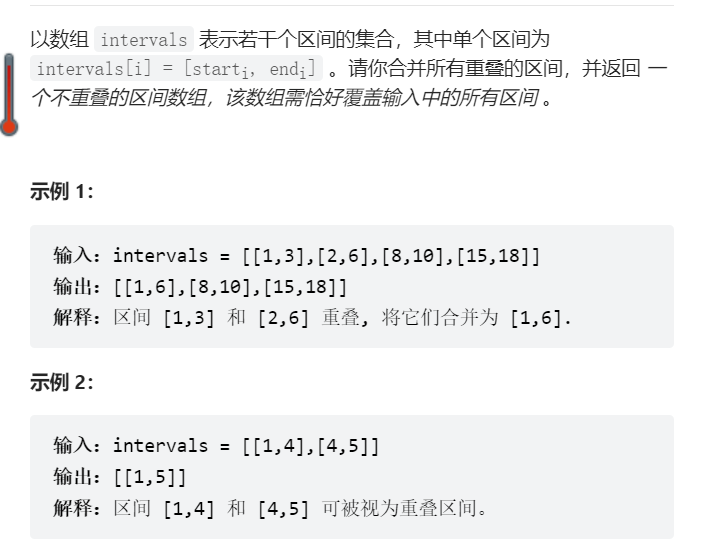 以数组 intervals 表示若干个区间的集合，其中单个区间为
intervals[i] = [starti, endi] 。请你合并所有重叠的区间，并返回 一
个不重叠的区间数组，该数组需恰好覆盖输入中的所有区间 。
示例 1：
输入：intervals = [[1,3],[2,6],[8,10],[15,18]]
输出：[[1,6],[8,10],[15,18]]
解释：区间 [1,3] 和 [2,6] 重叠, 将它们合并为 [1,6].
示例 2：
输入：intervals = [[1,4],[4,5]]
输出：[[1,5]]
解释：区间 [1,4] 和 [4,5] 可被视为重叠区间。